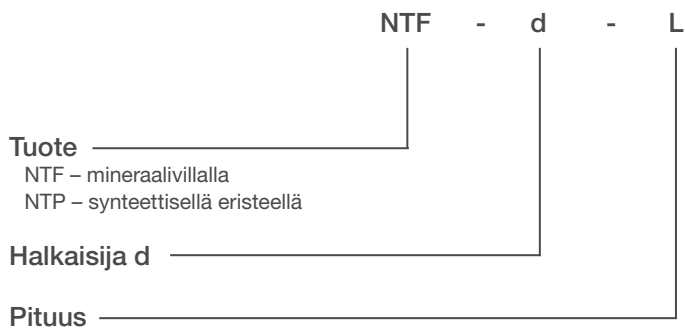 NTF - d - L
Tuote
NTF – mineraalivillalla
NTP – synteettisellä eristeellä
Halkaisija d
Pituus